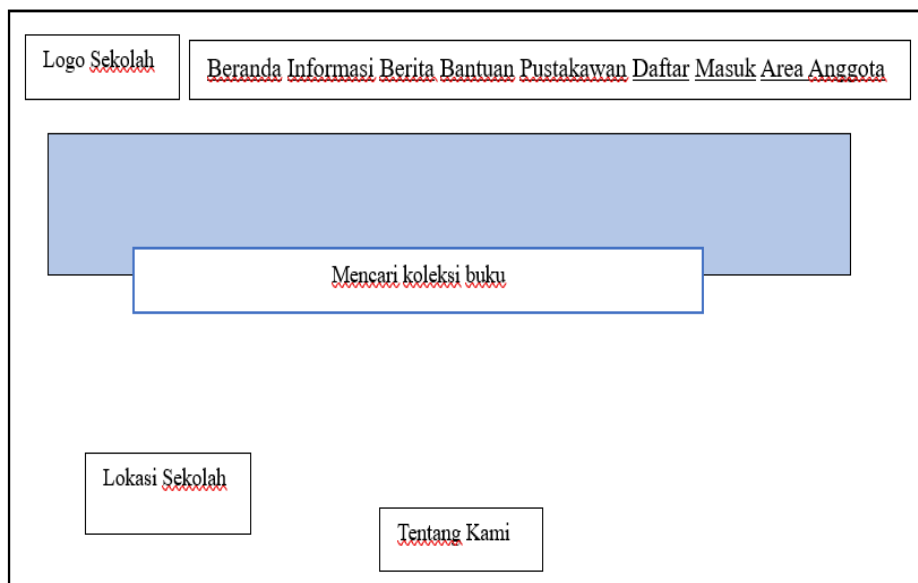 Logo Sekolah
Beranda Informasi Berita Bantuan Pustakawan Daftar Masuk Area Anggota
Mencari koleksi buku
Lokasi Sekolah
Tentang Kami